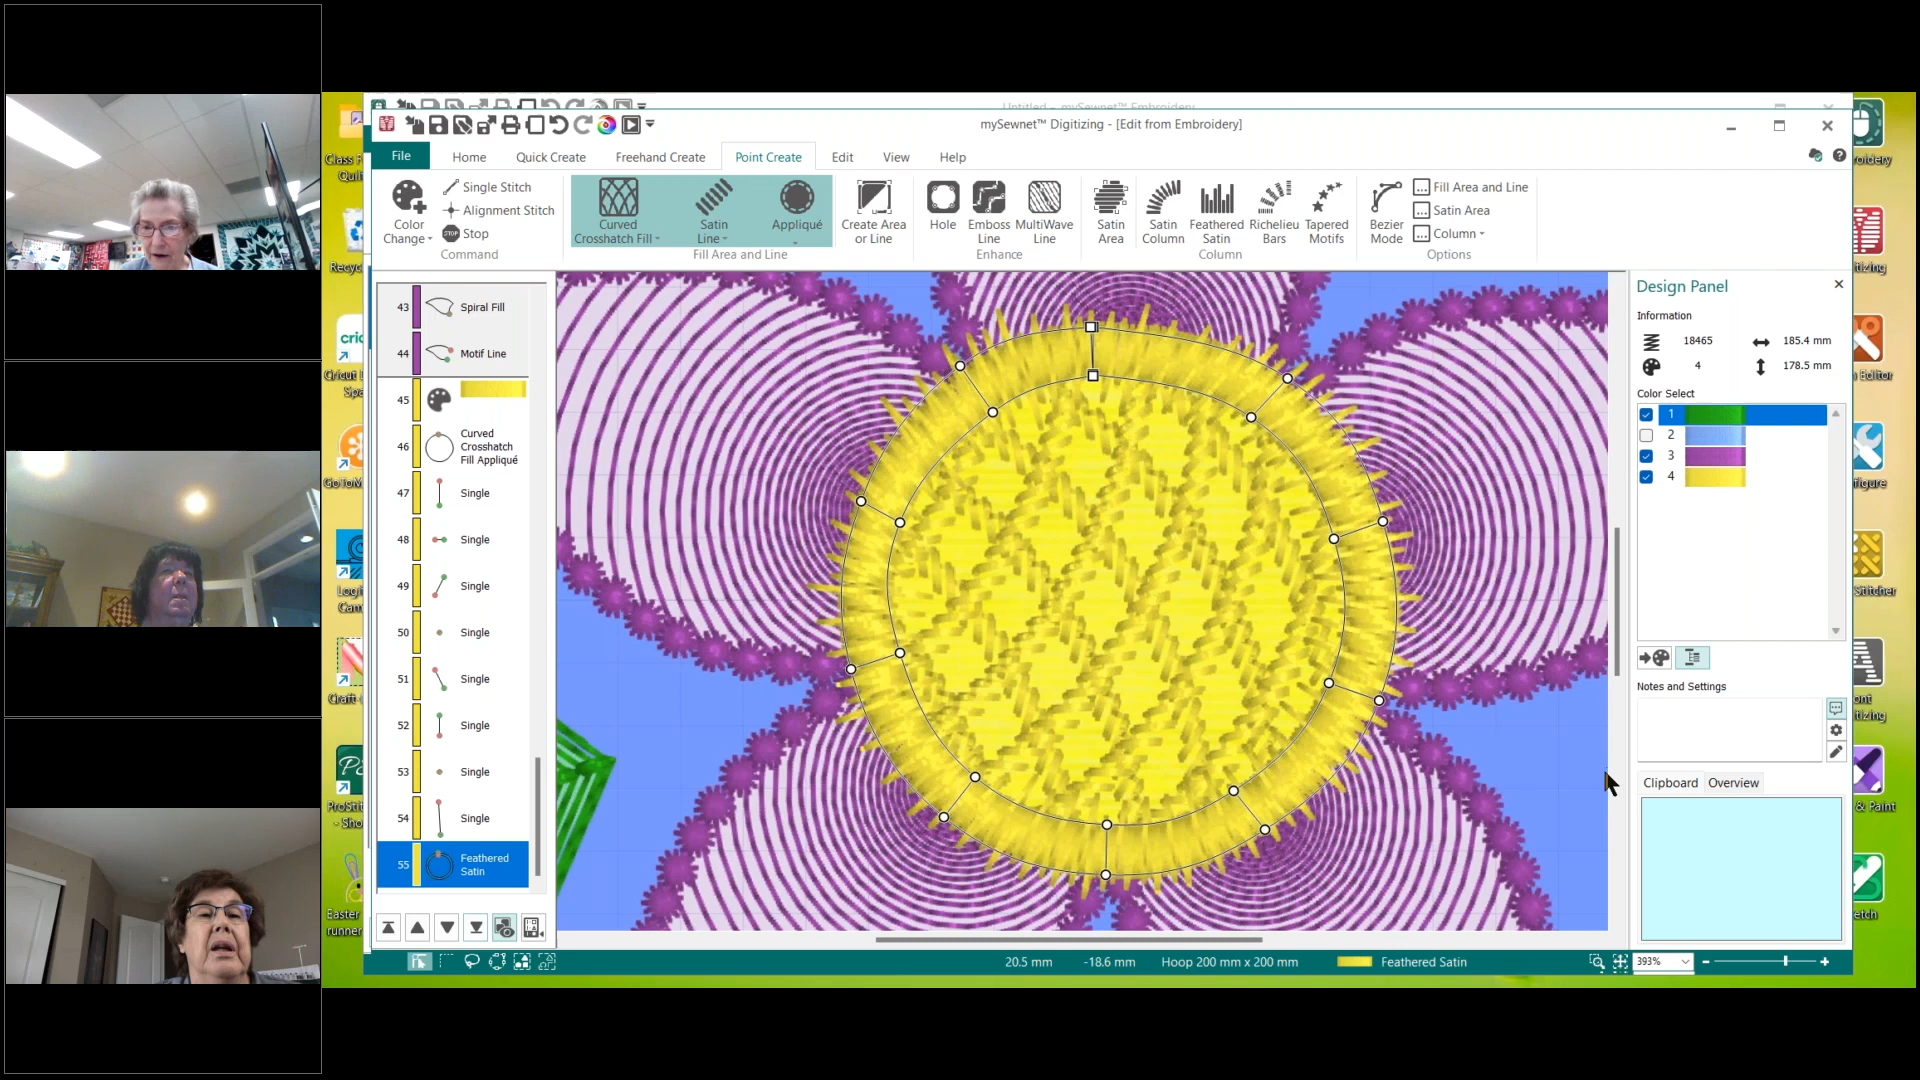 Untitled - mySewnet™ Embroidery
mySewnet™ Digitizing - [Edit from Embroidery]
File
Home
Quick Create
Freehand Create
Point Create
Edit
View
Help
Color
Change
Single Stitch
Alignment Stitch
STOP
Stop
Command
Curved
Crosshatch Fill
Satin
Line
Appliqué
Create Area
or Line
Fill Area and Line
Hole
Emboss
Line
MultiWave
Line
Enhance
Satin
Area
Satin
Column
Feathered
Satin
Richelieu
Bars
Tapered
Motifs
Column
Bezier
Mode
Fill Area and Line
Satin Area
Column
Options
43
Spiral Fill
44
Motif Line
45
46
Curved
Crosshatch
Fill Appliqué
47
Single
48
Single
49
Single
50
Single
51
Single
52
Single
53
Single
54
Single
55
Feathered
Satin
Design Panel
Information
18465
185.4 mm
4
178.5 mm
Color Select
1
2
3
4
Notes and Settings
Clipboard
Overview
20.5 mm
-18.6 mm
Hoop 200 mm x 200 mm
Feathered Satin
393%
Easter
runner